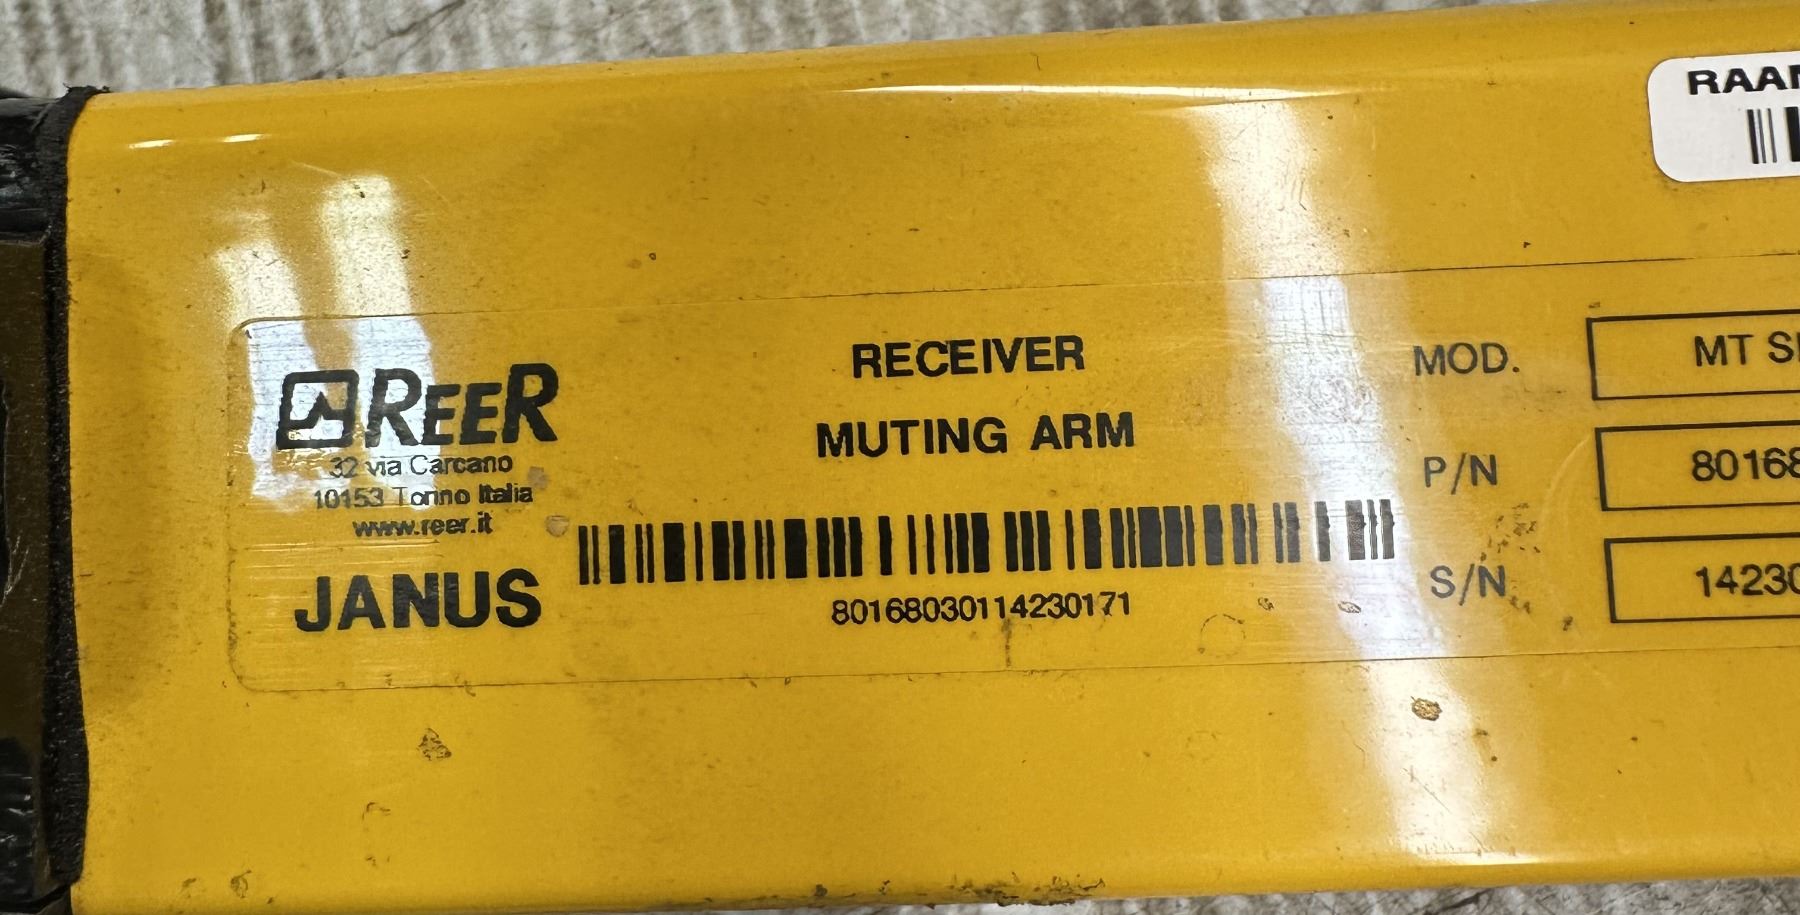 RAAN
REER
32 via Carcano
10153 Torino Italia
www.reer.it
JANUS
RECEIVER
MUTING ARM
80168030114230171
MOD.
MT S
P/N
80168
S/N
14230